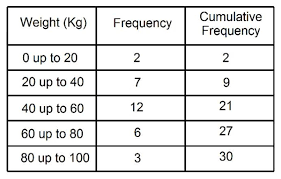 Weight (Kg) Frequency Cumulative Frequency
0 up to 20 2 2
20 up to 40 7 9
40 up to 60 12 21
60 up to 80 6 27
80 up to 100 3 30